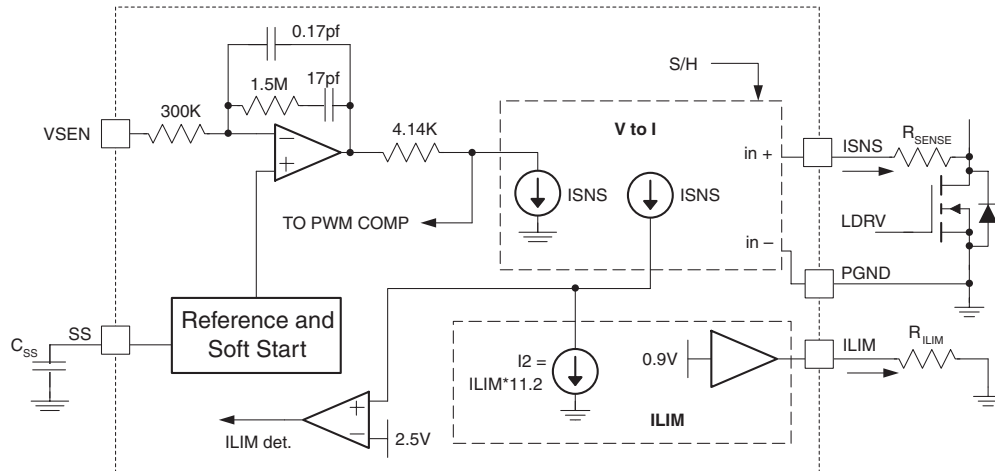 0.17pf
17pf
1.5M
300K
VSEN
4.14K
S/H
V to I
in +
ISNS
RSENSE
ISNS
ISNS
LDRV
TO PWM COMP
in –
PGND
Reference and
Soft Start
SS
CSS
0.9V
ILIM
RILIM
I2 =
ILIM*11.2
ILIM
ILIM det.
2.5V